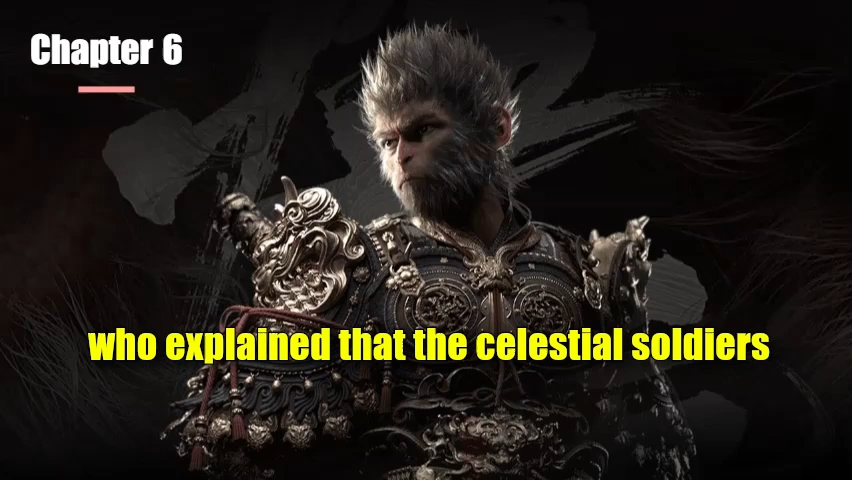 Chapter 6
who explained that the celestial soldiers